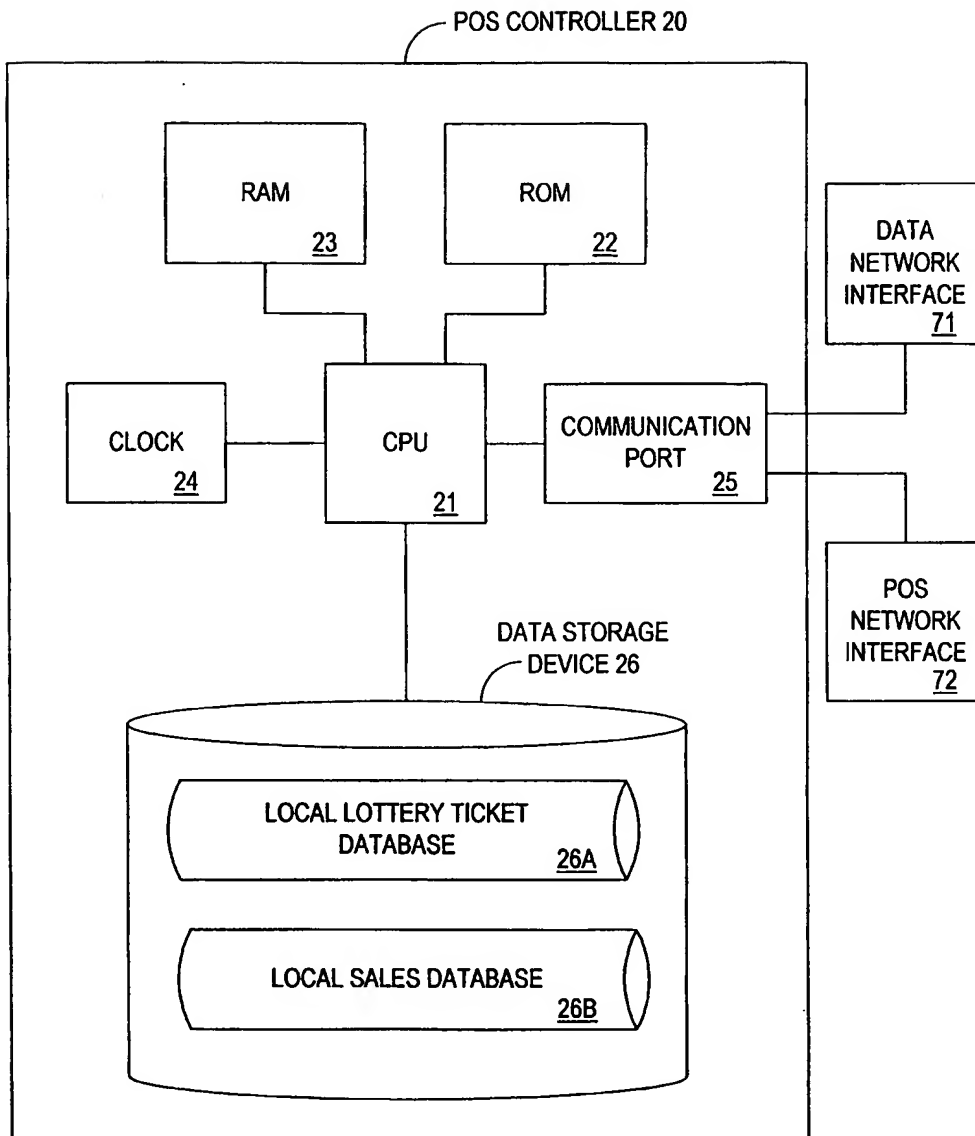 POS CONTROLLER 20
RAM
23
ROM
22
DATA
NETWORK
INTERFACE
71
CLOCK
24
CPU
21
COMMUNICATION
PORT
25
POS
NETWORK
INTERFACE
72
DATA STORAGE
DEVICE 26
LOCAL LOTTERY TICKET
DATABASE
26A
LOCAL SALES DATABASE
26B